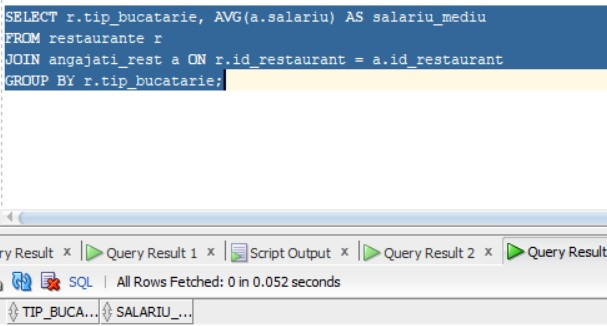 SELECT r.tip_bucatarie, AVG(a.salariu) AS salariu_mediu
FROM restaurante r
JOIN angajati_rest a ON r.id_restaurant = a.id_restaurant
GROUP BY r.tip_bucatarie;
ry Result x Query Result 1 x Script Output x Query Result 2 x Query Result
SQL | All Rows Fetched: 0 in 0.052 seconds
TIP_BUCA... SALARIU_...